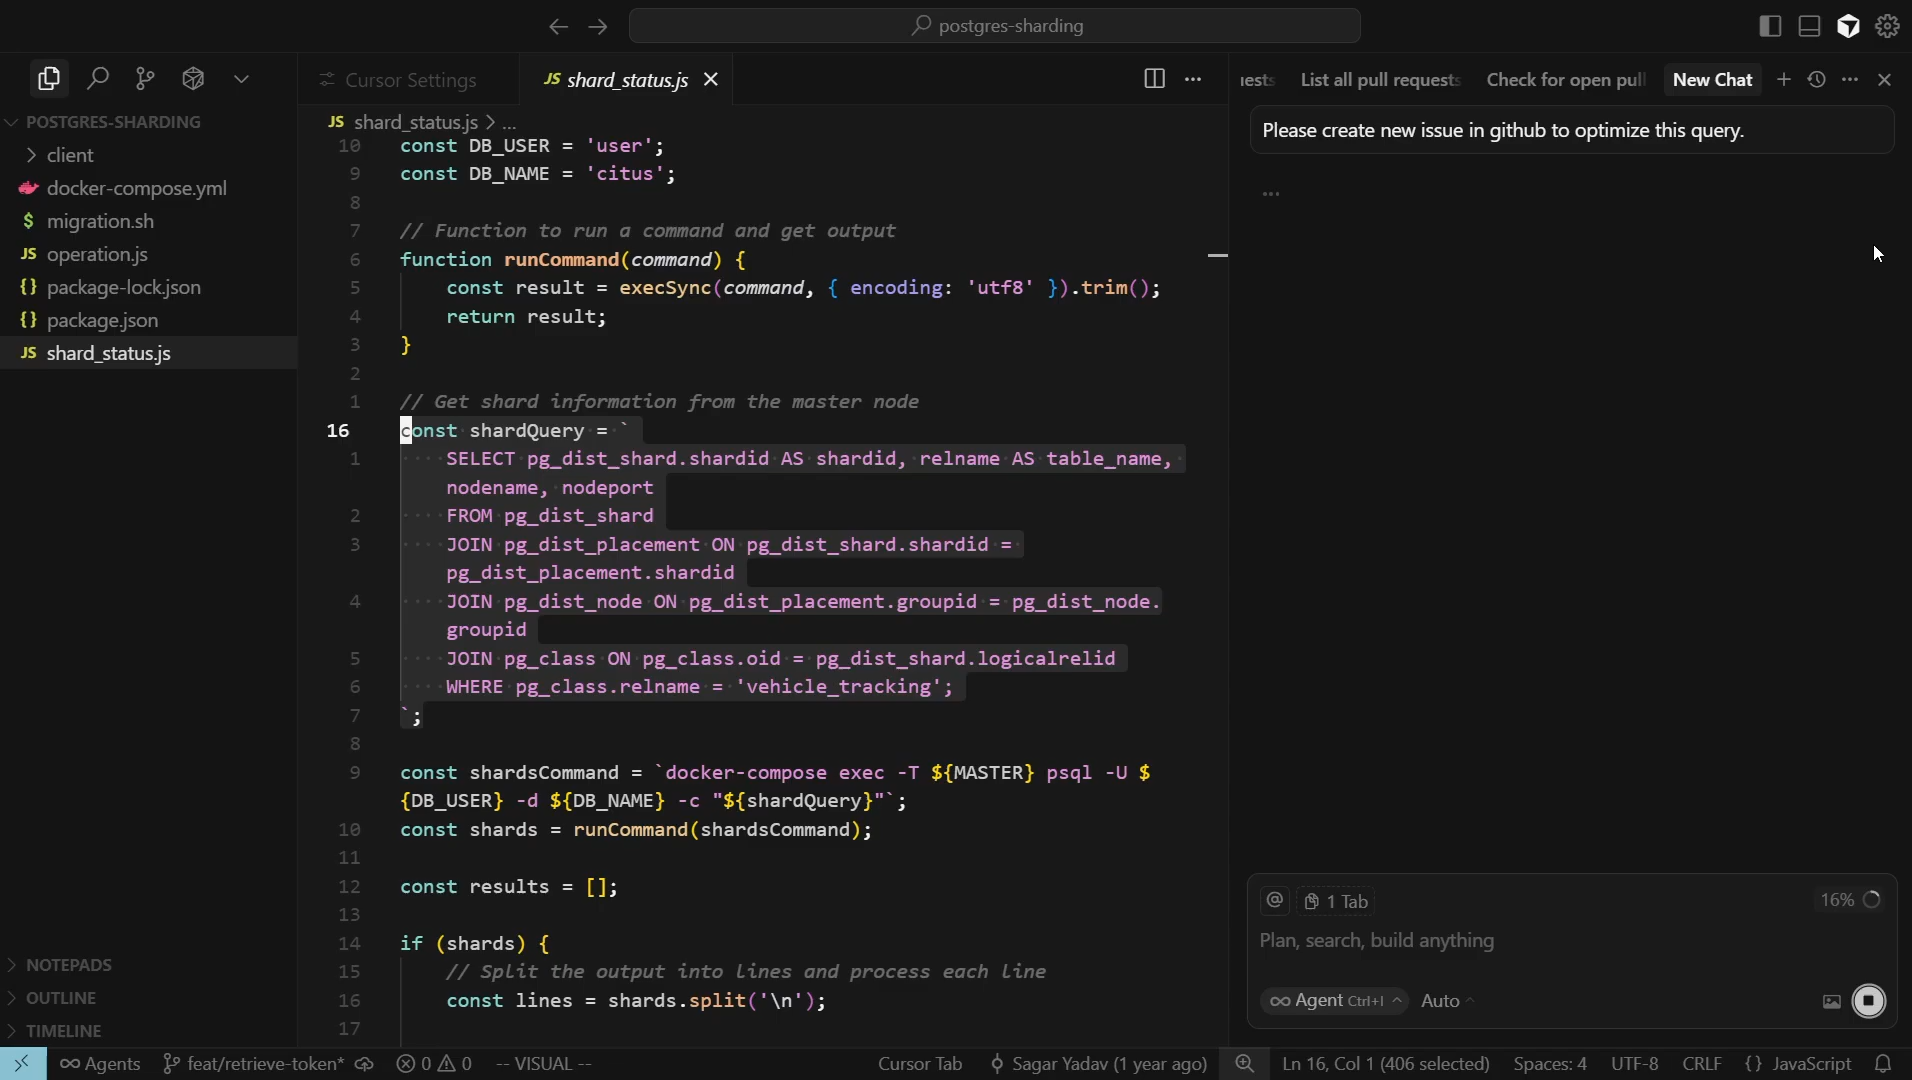 postgres-sharding
Cursor Settings
JS shard_status.js
ests
List all pull requests
Check for open pull
New Chat
POSTGRES-SHARDING
client
docker-compose.yml
$ migration.sh
JS operation.js
{} package-lock.json
{} package.json
JS shard_status.js
NOTEPADS
OUTLINE
TIMELINE
JS shard_status.js > ...
10 const DB_USER = 'user';
9 const DB_NAME = 'citus';
8
7 // Function to run a command and get output
6 function runCommand(command) {
5 const result = execSync(command, { encoding: 'utf8' }).trim();
4 return result;
3 }
2
1 // Get shard information from the master node
16 const shardQuery = `
1 SELECT pg_dist_shard.shardid AS shardid, relname AS table_name,
nodename, nodeport
2 FROM pg_dist_shard
3 JOIN pg_dist_placement ON pg_dist_shard.shardid =
pg_dist_placement.shardid
4 JOIN pg_dist_node ON pg_dist_placement.groupid = pg_dist_node.
groupid
5 JOIN pg_class ON pg_class.oid = pg_dist_shard.logicalrelid
6 WHERE pg_class.relname = 'vehicle_tracking';
7 `;
8
9 const shardsCommand = `docker-compose exec -T ${MASTER} psql -U $
{DB_USER} -d ${DB_NAME} -c "${shardQuery}"`;
10 const shards = runCommand(shardsCommand);
11
12 const results = [];
13
14 if (shards) {
15 // Split the output into lines and process each line
16 const lines = shards.split('\n');
17
Please create new issue in github to optimize this query.
...
@ 1 Tab
16%
Plan, search, build anything
∞ Agent Ctrl+I
Auto
∞ Agents
feat/retrieve-token*
0 0
-- VISUAL --
Cursor Tab
Sagar Yadav (1 year ago)
Ln 16, Col 1 (406 selected)
Spaces: 4
UTF-8
CRLF
{} JavaScript